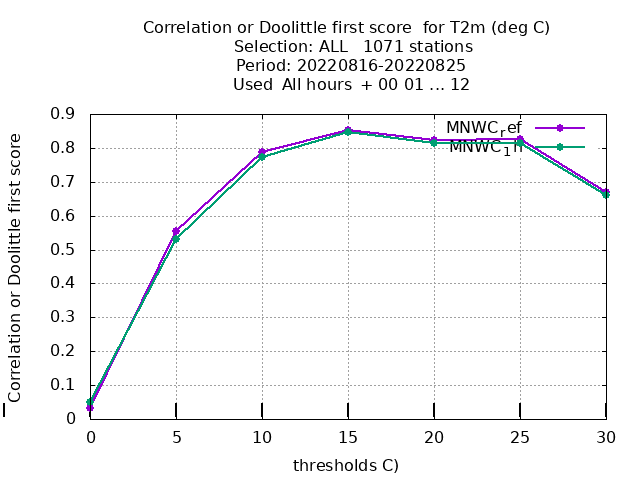 Correlation or Doolittle first score  for T2m (deg C)
Selection: ALL   1071 stations
Period: 20220816-20220825
Used  All hours  + 00 01 ... 12
Correlation or Doolittle first score
0.9
0.8
0.7
0.6
0.5
0.4
0.3
0.2
0.1
0
MNWCref
0 5 10 15 20 25 30
thresholds C)